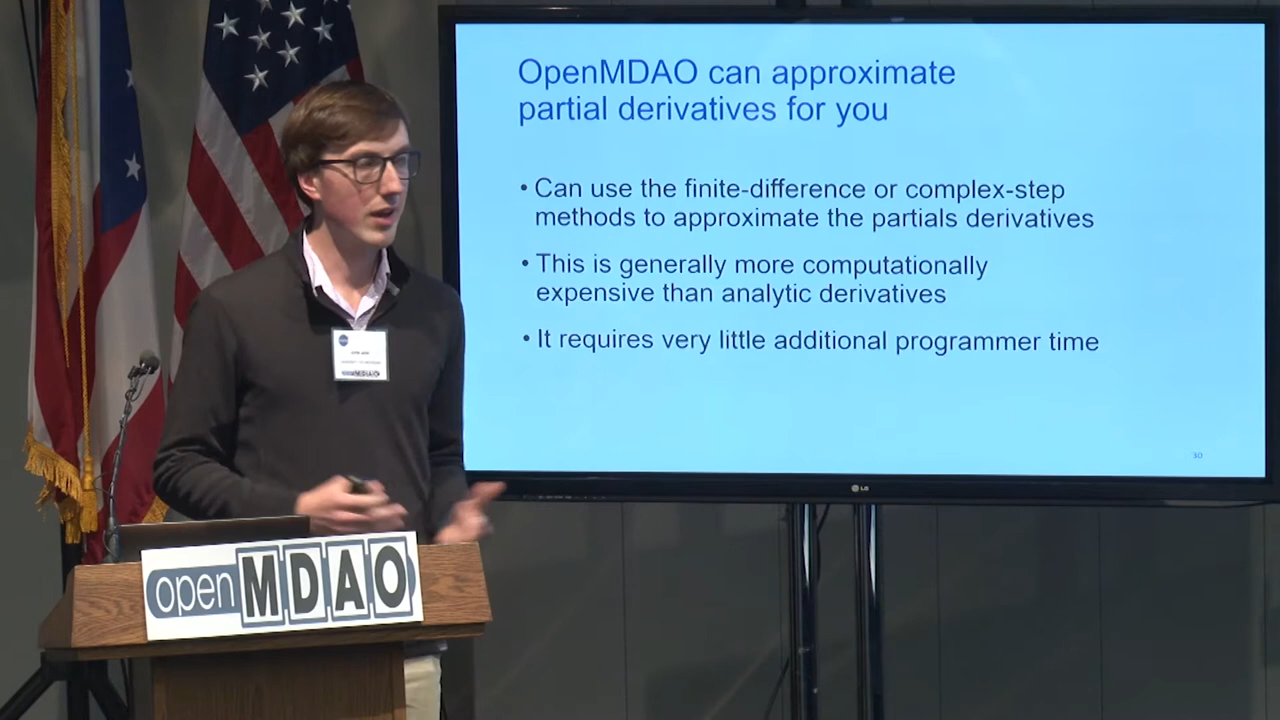 OpenMDAO can approximate
partial derivatives for you
• Can use the finite-difference or complex-step
methods to approximate the partials derivatives
• This is generally more computationally
expensive than analytic derivatives
• It requires very little additional programmer time
30
LG
open MDAO